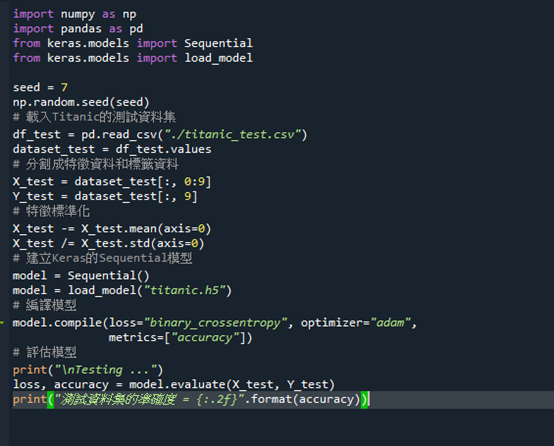 import numpy as np
import pandas as pd
from keras.models import Sequential
from keras.models import load_model
seed = 7
np.random.seed(seed)
# 載入Titanic的測試資料集
df_test = pd.read_csv("./titanic_test.csv")
dataset_test = df_test.values
# 分割成特徵資料和標籤資料
X_test = dataset_test[:, 0:9]
Y_test = dataset_test[:, 9]
# 特徵標準化
X_test -= X_test.mean(axis=0)
X_test /= X_test.std(axis=0)
# 建立Keras的Sequential模型
model = Sequential()
model = load_model("titanic.h5")
# 編譯模型
model.compile(loss="binary_crossentropy", optimizer="adam",
metrics=["accuracy"])
# 評估模型
print("\nTesting ...")
loss, accuracy = model.evaluate(X_test, Y_test)
print("測試資料集的準確度 = {:.2f}".format(accuracy))